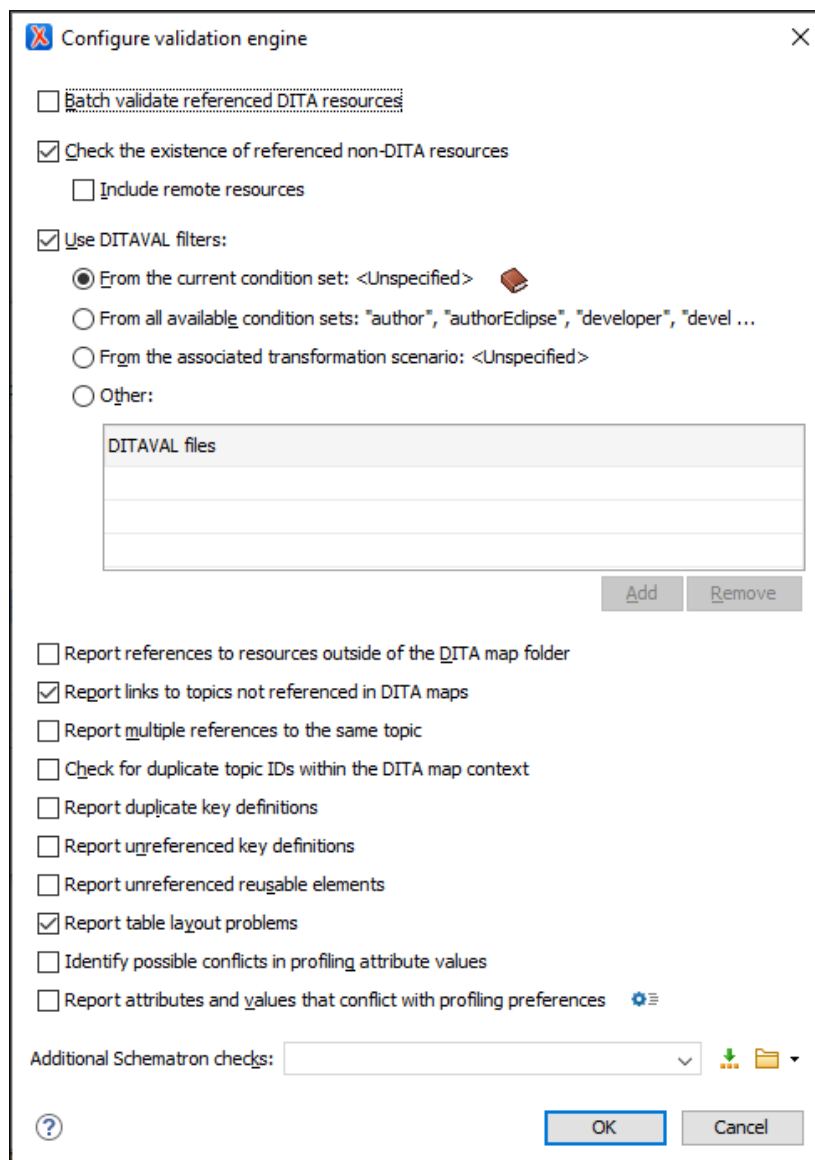 Configure validation engine
Batch validate referenced DITA resources
Check the existence of referenced non-DITA resources
Include remote resources
Use DITAVAL filters:
From the current condition set: <Unspecified>
From all available condition sets: "author", "authorEclipse", "developer", "devel ...
From the associated transformation scenario: <Unspecified>
Other:
DITAVAL files
Add Remove
Report references to resources outside of the DITA map folder
Report links to topics not referenced in DITA maps
Report multiple references to the same topic
Check for duplicate topic IDs within the DITA map context
Report duplicate key definitions
Report unreferenced key definitions
Report unreferenced reusable elements
Report table layout problems
Identify possible conflicts in profiling attribute values
Report attributes and values that conflict with profiling preferences
Additional Schematron checks:
OK Cancel